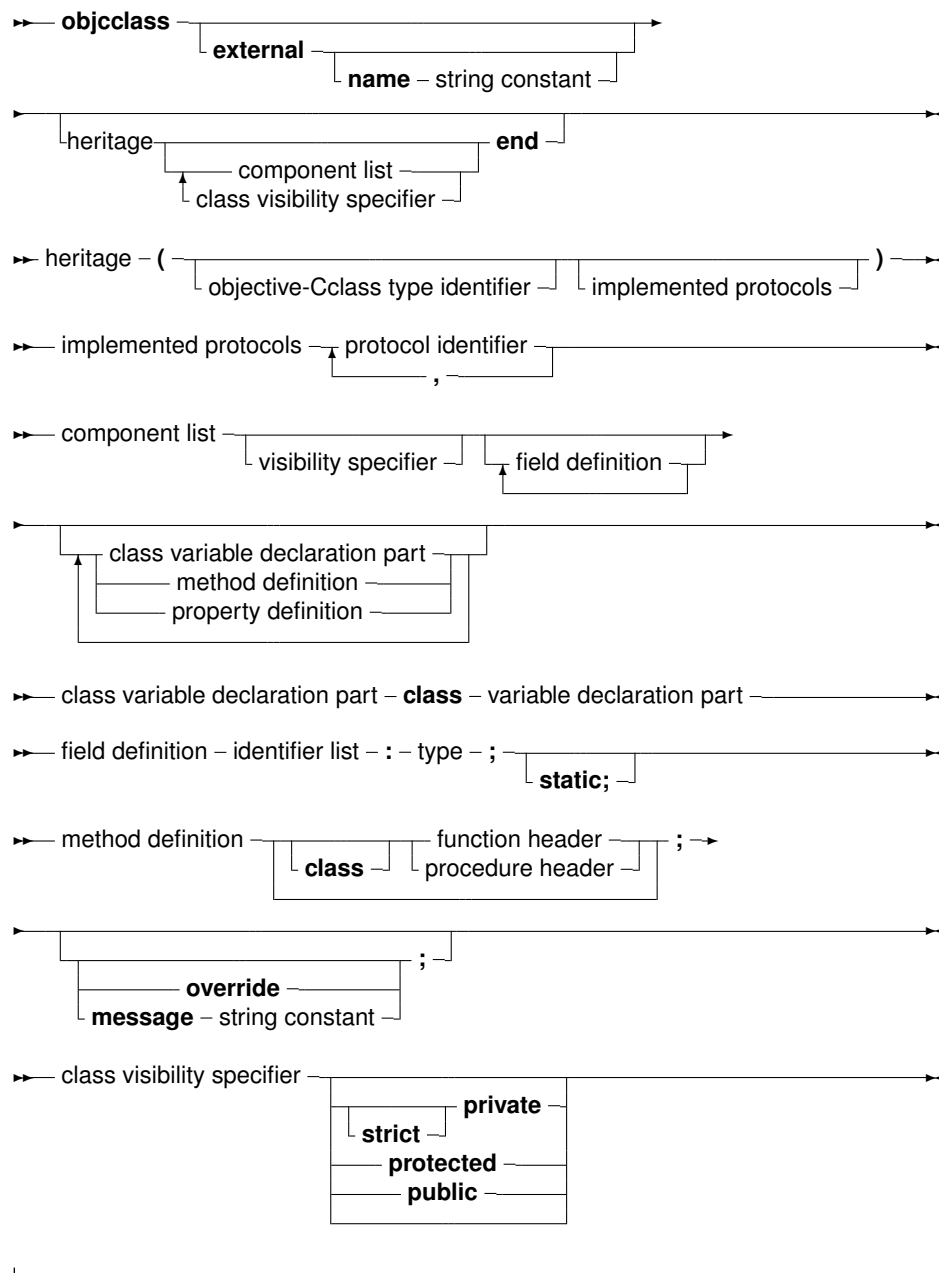 objcclass
external
name string constant
heritage end
component list
class visibility specifier
heritage ( )
objective-Cclass type identifier implemented protocols
implemented protocols protocol identifier
,
component list
visibility specifier field definition
class variable declaration part
method definition
property definition
class variable declaration part class variable declaration part
field definition identifier list : type ;
static;
method definition function header ;
class procedure header
;
override
message string constant
class visibility specifier
private
strict
protected
public